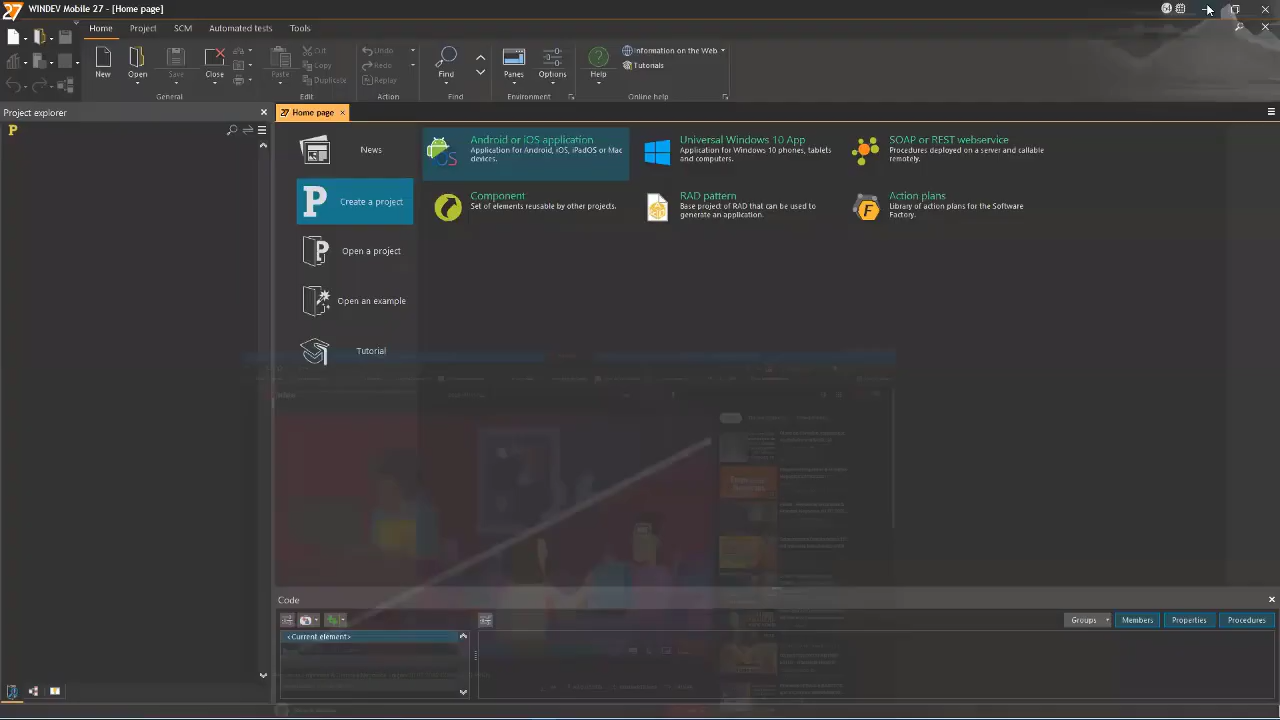 27 WINDEV Mobile 27 - [Home page]
Home Project SCM Automated tests Tools
New Open Save Close
Cut
Copy
Duplicate
Paste
Undo
Redo
Replay
Find
Panes Options
Help
Information on the Web
Tutorials
General Edit Action Find Environment Online help
Project explorer
27 Home page
News
Create a project
Open a project
Open an example
Tutorial
Android or iOS application
Application for Android, iOS, iPadOS or Mac
devices.
Universal Windows 10 App
Application for Windows 10 phones, tablets
and computers.
SOAP or REST webservice
Procedures deployed on a server and callable
remotely.
Component
Set of elements reusable by other projects.
RAD pattern
Base project of RAD that can be used to
generate an application.
Action plans
Library of action plans for the Software
Factory.
Code
Groups Members Properties Procedures
<Current element>